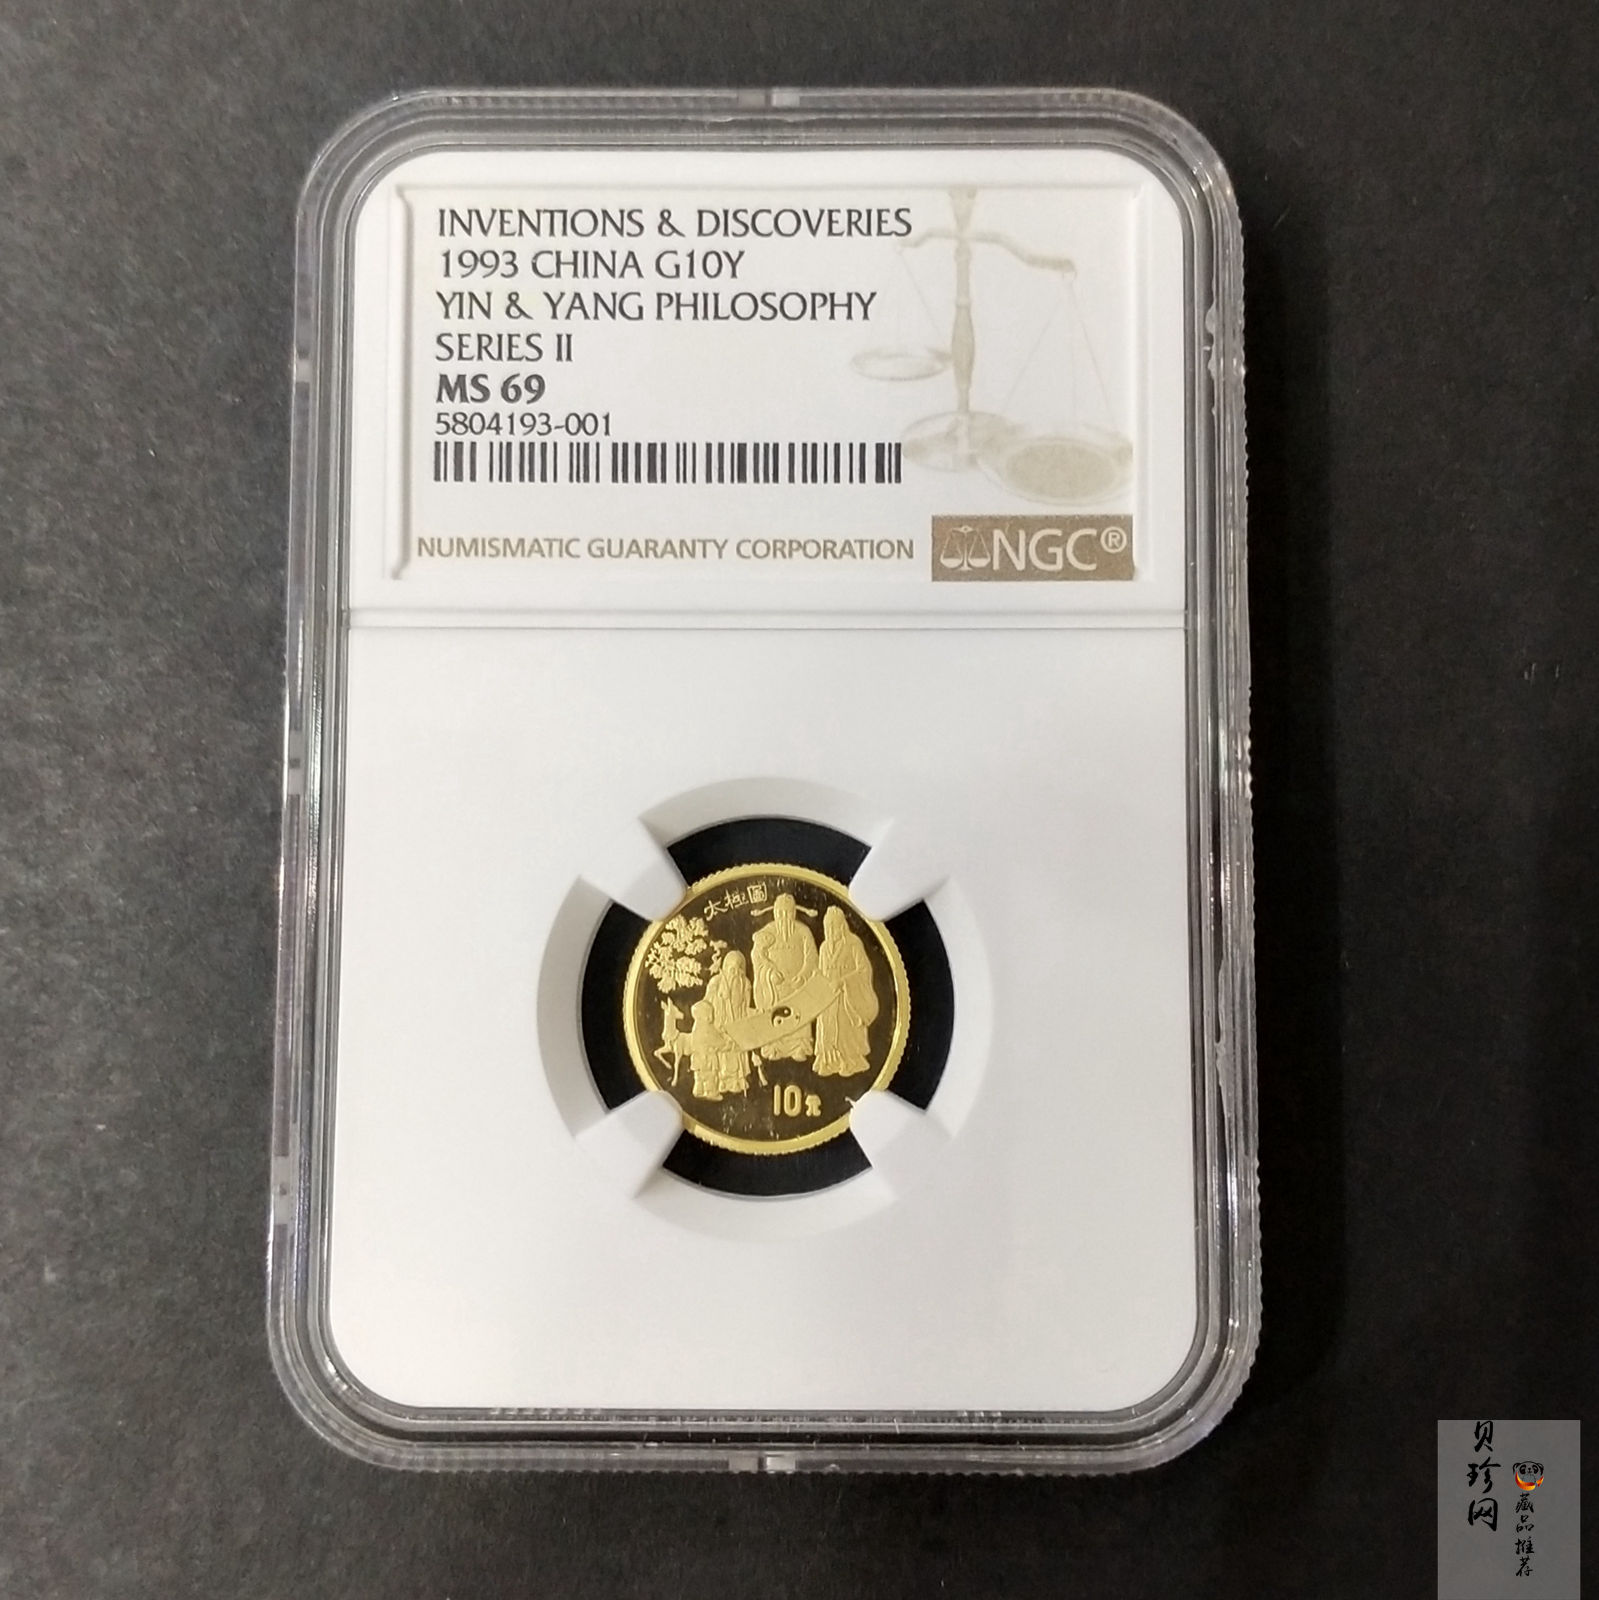 INVENTIONS & DISCOVERIES
1993 CHINA G10Y
YIN & YANG PHILOSOPHY
SERIES II
MS 69
5804193-001
NUMISMATIC GUARANTY CORPORATION
NGC®
太極圖
10元
贝珍网
藏品推荐